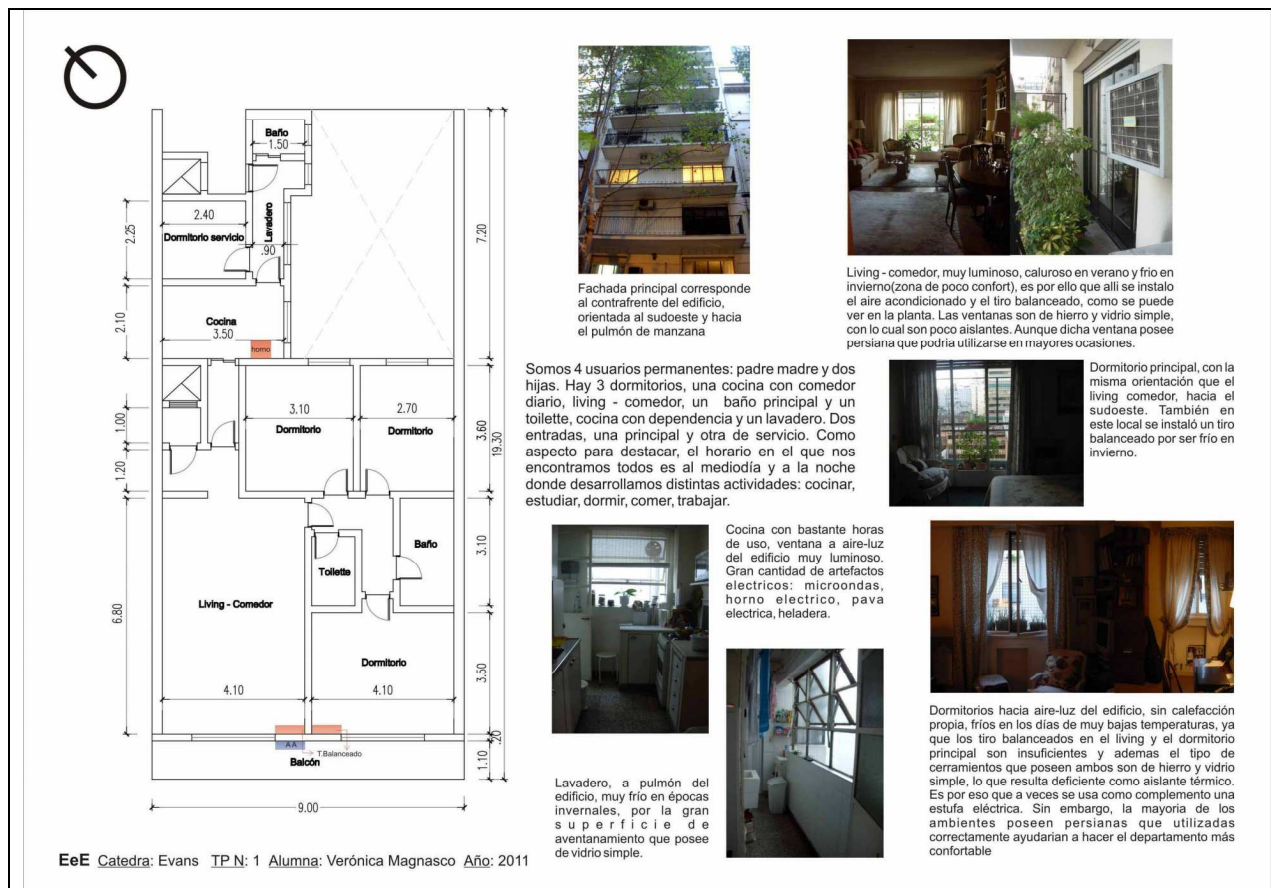 Baño
1.50
2.40
Dormitorio servicio
Lavadero
.90
2.25
7.20
Cocina
3.50
horno
2.10
3.10
Dormitorio
2.70
Dormitorio
1.00
1.20
3.60
19.30
Baño
Toilette
3.10
Living - Comedor
6.80
Dormitorio
4.10
4.10
3.50
.20
A A
T.Balanceado
Balcón
1.10
9.00
EeE Catedra: Evans TP N: 1 Alumna: Verónica Magnasco Año: 2011
Fachada principal corresponde
al contrafrente del edificio,
orientada al sudoeste y hacia
el pulmón de manzana
Living - comedor, muy luminoso, caluroso en verano y frio en
invierno(zona de poco confort), es por ello que alli se instalo
el aire acondicionado y el tiro balanceado, como se puede
ver en la planta. Las ventanas son de hierro y vidrio simple,
con lo cual son poco aislantes. Aunque dicha ventana posee
persiana que podria utilizarse en mayores ocasiones.
Somos 4 usuarios permanentes: padre madre y dos
hijas. Hay 3 dormitorios, una cocina con comedor
diario, living - comedor, un baño principal y un
toilette, cocina con dependencia y un lavadero. Dos
entradas, una principal y otra de servicio. Como
aspecto para destacar, el horario en el que nos
encontramos todos es al mediodía y a la noche
donde desarrollamos distintas actividades: cocinar,
estudiar, dormir, comer, trabajar.
Dormitorio principal, con la
misma orientación que el
living comedor, hacia el
sudoeste. También en
este local se instaló un tiro
balanceado por ser frío en
invierno.
Cocina con bastante horas
de uso, ventana a aire-luz
del edificio muy luminoso.
Gran cantidad de artefactos
electricos: microondas,
horno electrico, pava
electrica, heladera.
Lavadero, a pulmón del
edificio, muy frío en épocas
invernales, por la gran
superficie de
aventanamiento que posee
de vidrio simple.
Dormitorios hacia aire-luz del edificio, sin calefacción
propia, fríos en los días de muy bajas temperaturas, ya
que los tiro balanceados en el living y el dormitorio
principal son insuficientes y ademas el tipo de
cerramientos que poseen ambos son de hierro y vidrio
simple, lo que resulta deficiente como aislante térmico.
Es por eso que a veces se usa como complemento una
estufa eléctrica. Sin embargo, la mayoria de los
ambientes poseen persianas que utilizadas
correctamente ayudarian a hacer el departamento más
confortable